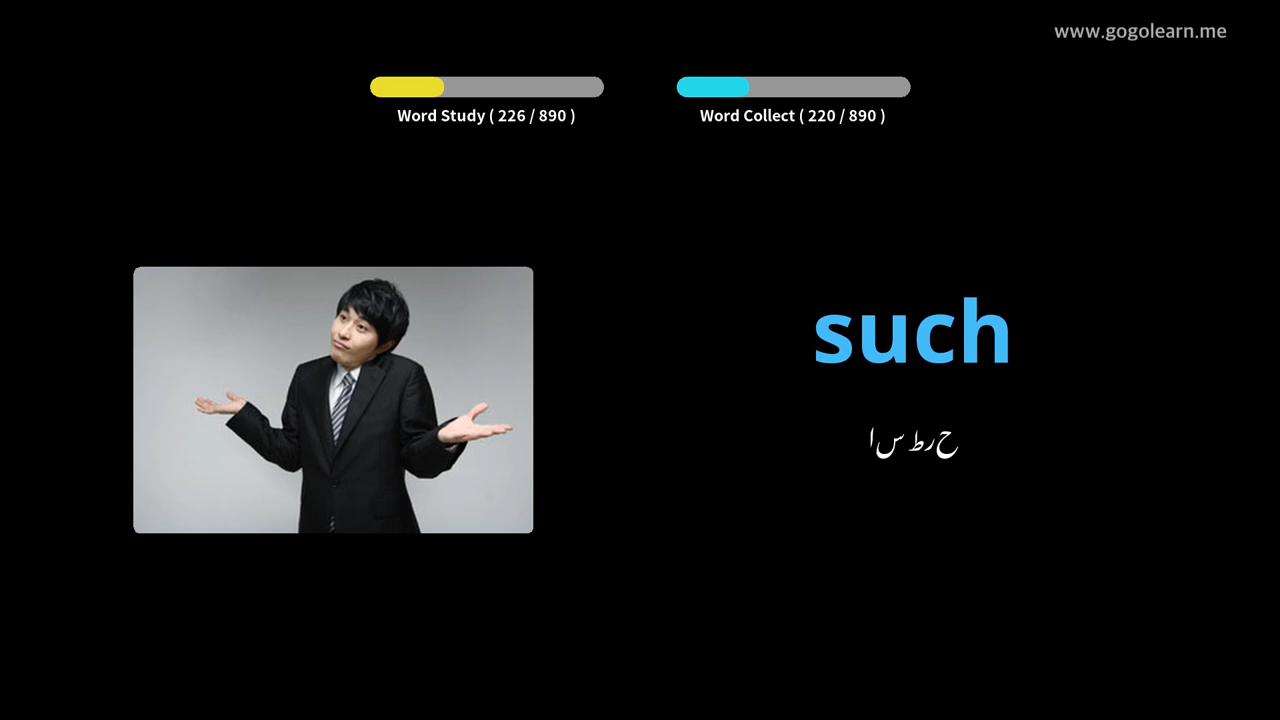 www.gogolearn.me
Word Study ( 226 / 890 )
Word Collect ( 220 / 890 )
such
اس طرح